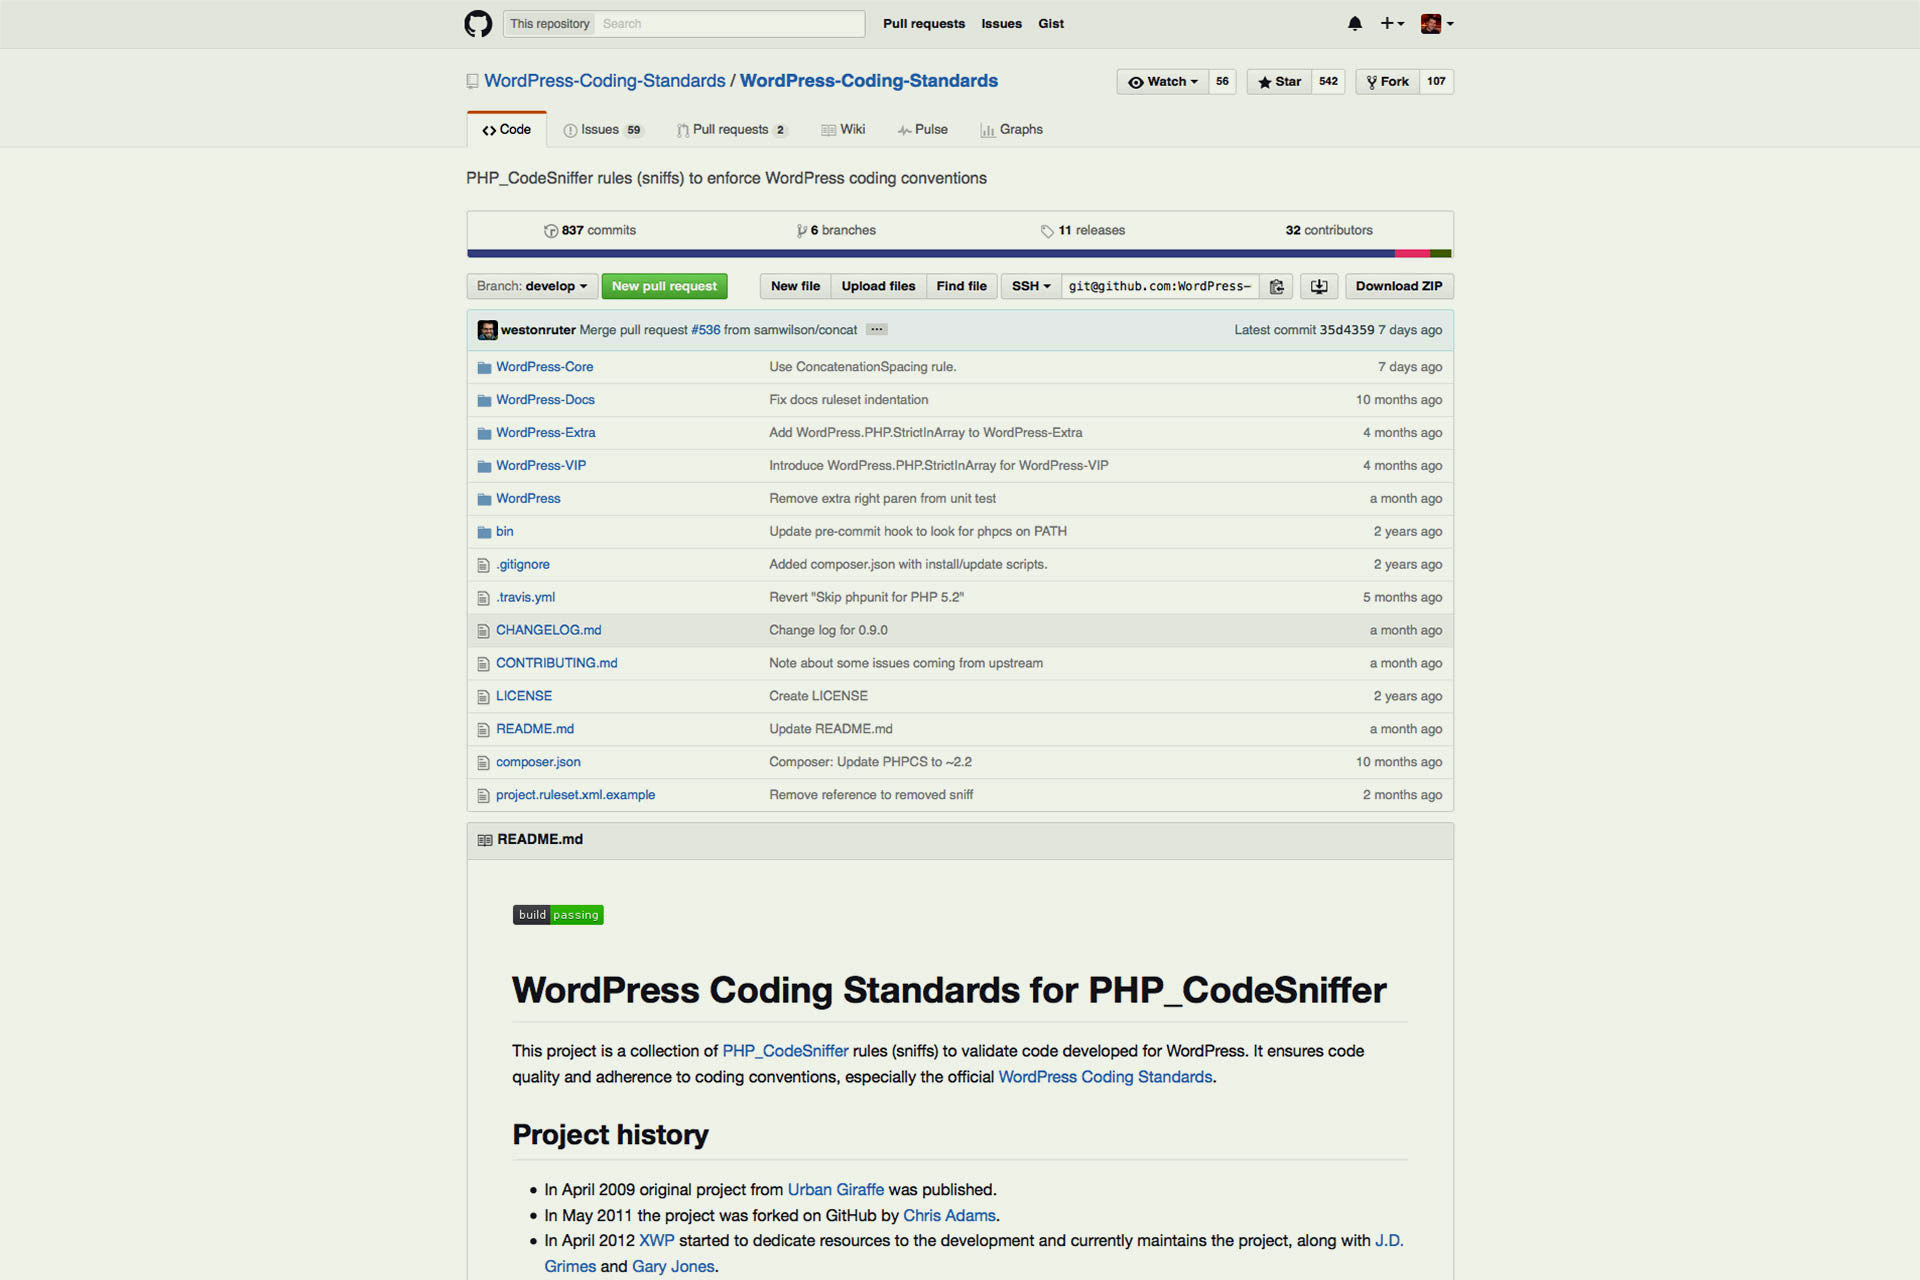 This repository Search Pull requests Issues Gist
WordPress-Coding-Standards / WordPress-Coding-Standards Watch 56 Star 542 Fork 107
Code Issues 59 Pull requests 2 Wiki Pulse Graphs
PHP_CodeSniffer rules (sniffs) to enforce WordPress coding conventions
837 commits 6 branches 11 releases 32 contributors
Branch: develop New pull request New file Upload files Find file SSH git@github.com:WordPress- Download ZIP
westonruter Merge pull request #536 from samwilson/concat ... Latest commit 35d4359 7 days ago
WordPress-Core Use ConcatenationSpacing rule. 7 days ago
WordPress-Docs Fix docs ruleset indentation 10 months ago
WordPress-Extra Add WordPress.PHP.StrictInArray to WordPress-Extra 4 months ago
WordPress-VIP Introduce WordPress.PHP.StrictInArray for WordPress-VIP 4 months ago
WordPress Remove extra right paren from unit test a month ago
bin Update pre-commit hook to look for phpcs on PATH 2 years ago
.gitignore Added composer.json with install/update scripts. 2 years ago
.travis.yml Revert "Skip phpunit for PHP 5.2" 5 months ago
CHANGELOG.md Change log for 0.9.0 a month ago
CONTRIBUTING.md Note about some issues coming from upstream a month ago
LICENSE Create LICENSE 2 years ago
README.md Update README.md a month ago
composer.json Composer: Update PHPCS to ~2.2 10 months ago
project.ruleset.xml.example Remove reference to removed sniff 2 months ago
README.md
build passing
WordPress Coding Standards for PHP_CodeSniffer
This project is a collection of PHP_CodeSniffer rules (sniffs) to validate code developed for WordPress. It ensures code
quality and adherence to coding conventions, especially the official WordPress Coding Standards.
Project history
• In April 2009 original project from Urban Giraffe was published.
• In May 2011 the project was forked on GitHub by Chris Adams.
• In April 2012 XWP started to dedicate resources to the development and currently maintains the project, along with J.D.
Grimes and Gary Jones.